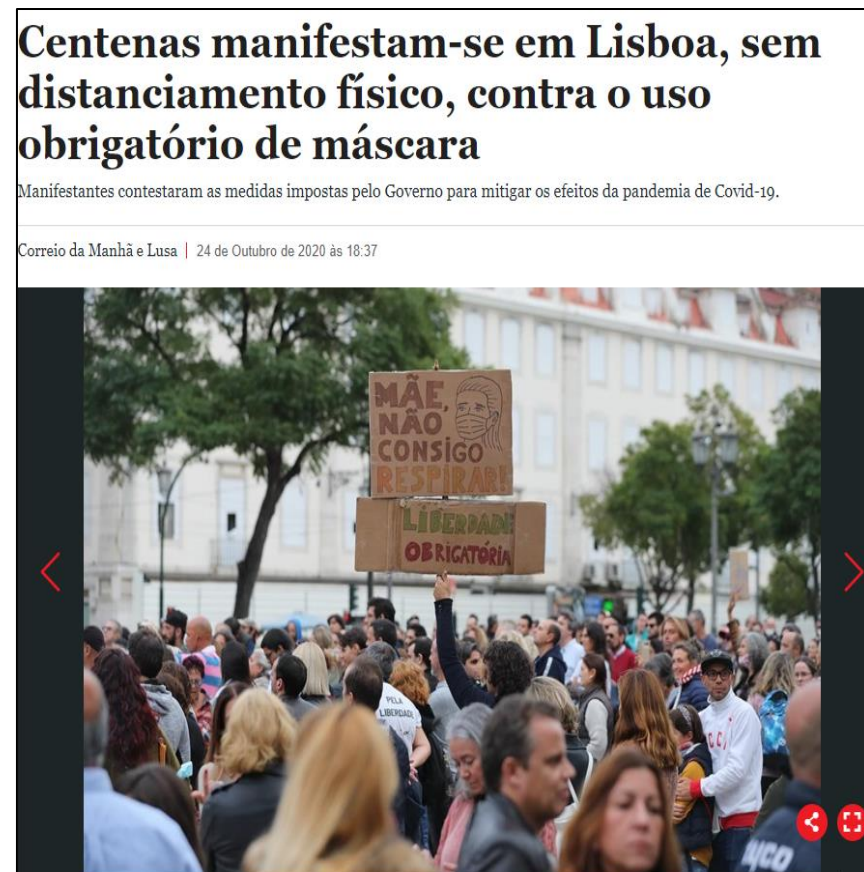 Centenas manifestam-se em Lisboa, sem
distanciamento físico, contra o uso
obrigatório de máscara
Manifestantes contestaram as medidas impostas pelo Governo para mitigar os efeitos da pandemia de Covid-19.
Correio da Manhã e Lusa | 24 de Outubro de 2020 às 18:37
MÃE,
NÃO
CONSIGO
RESPIRAR!
LIBERDADE
OBRIGATÓRIA
PELA
LIBERDADE